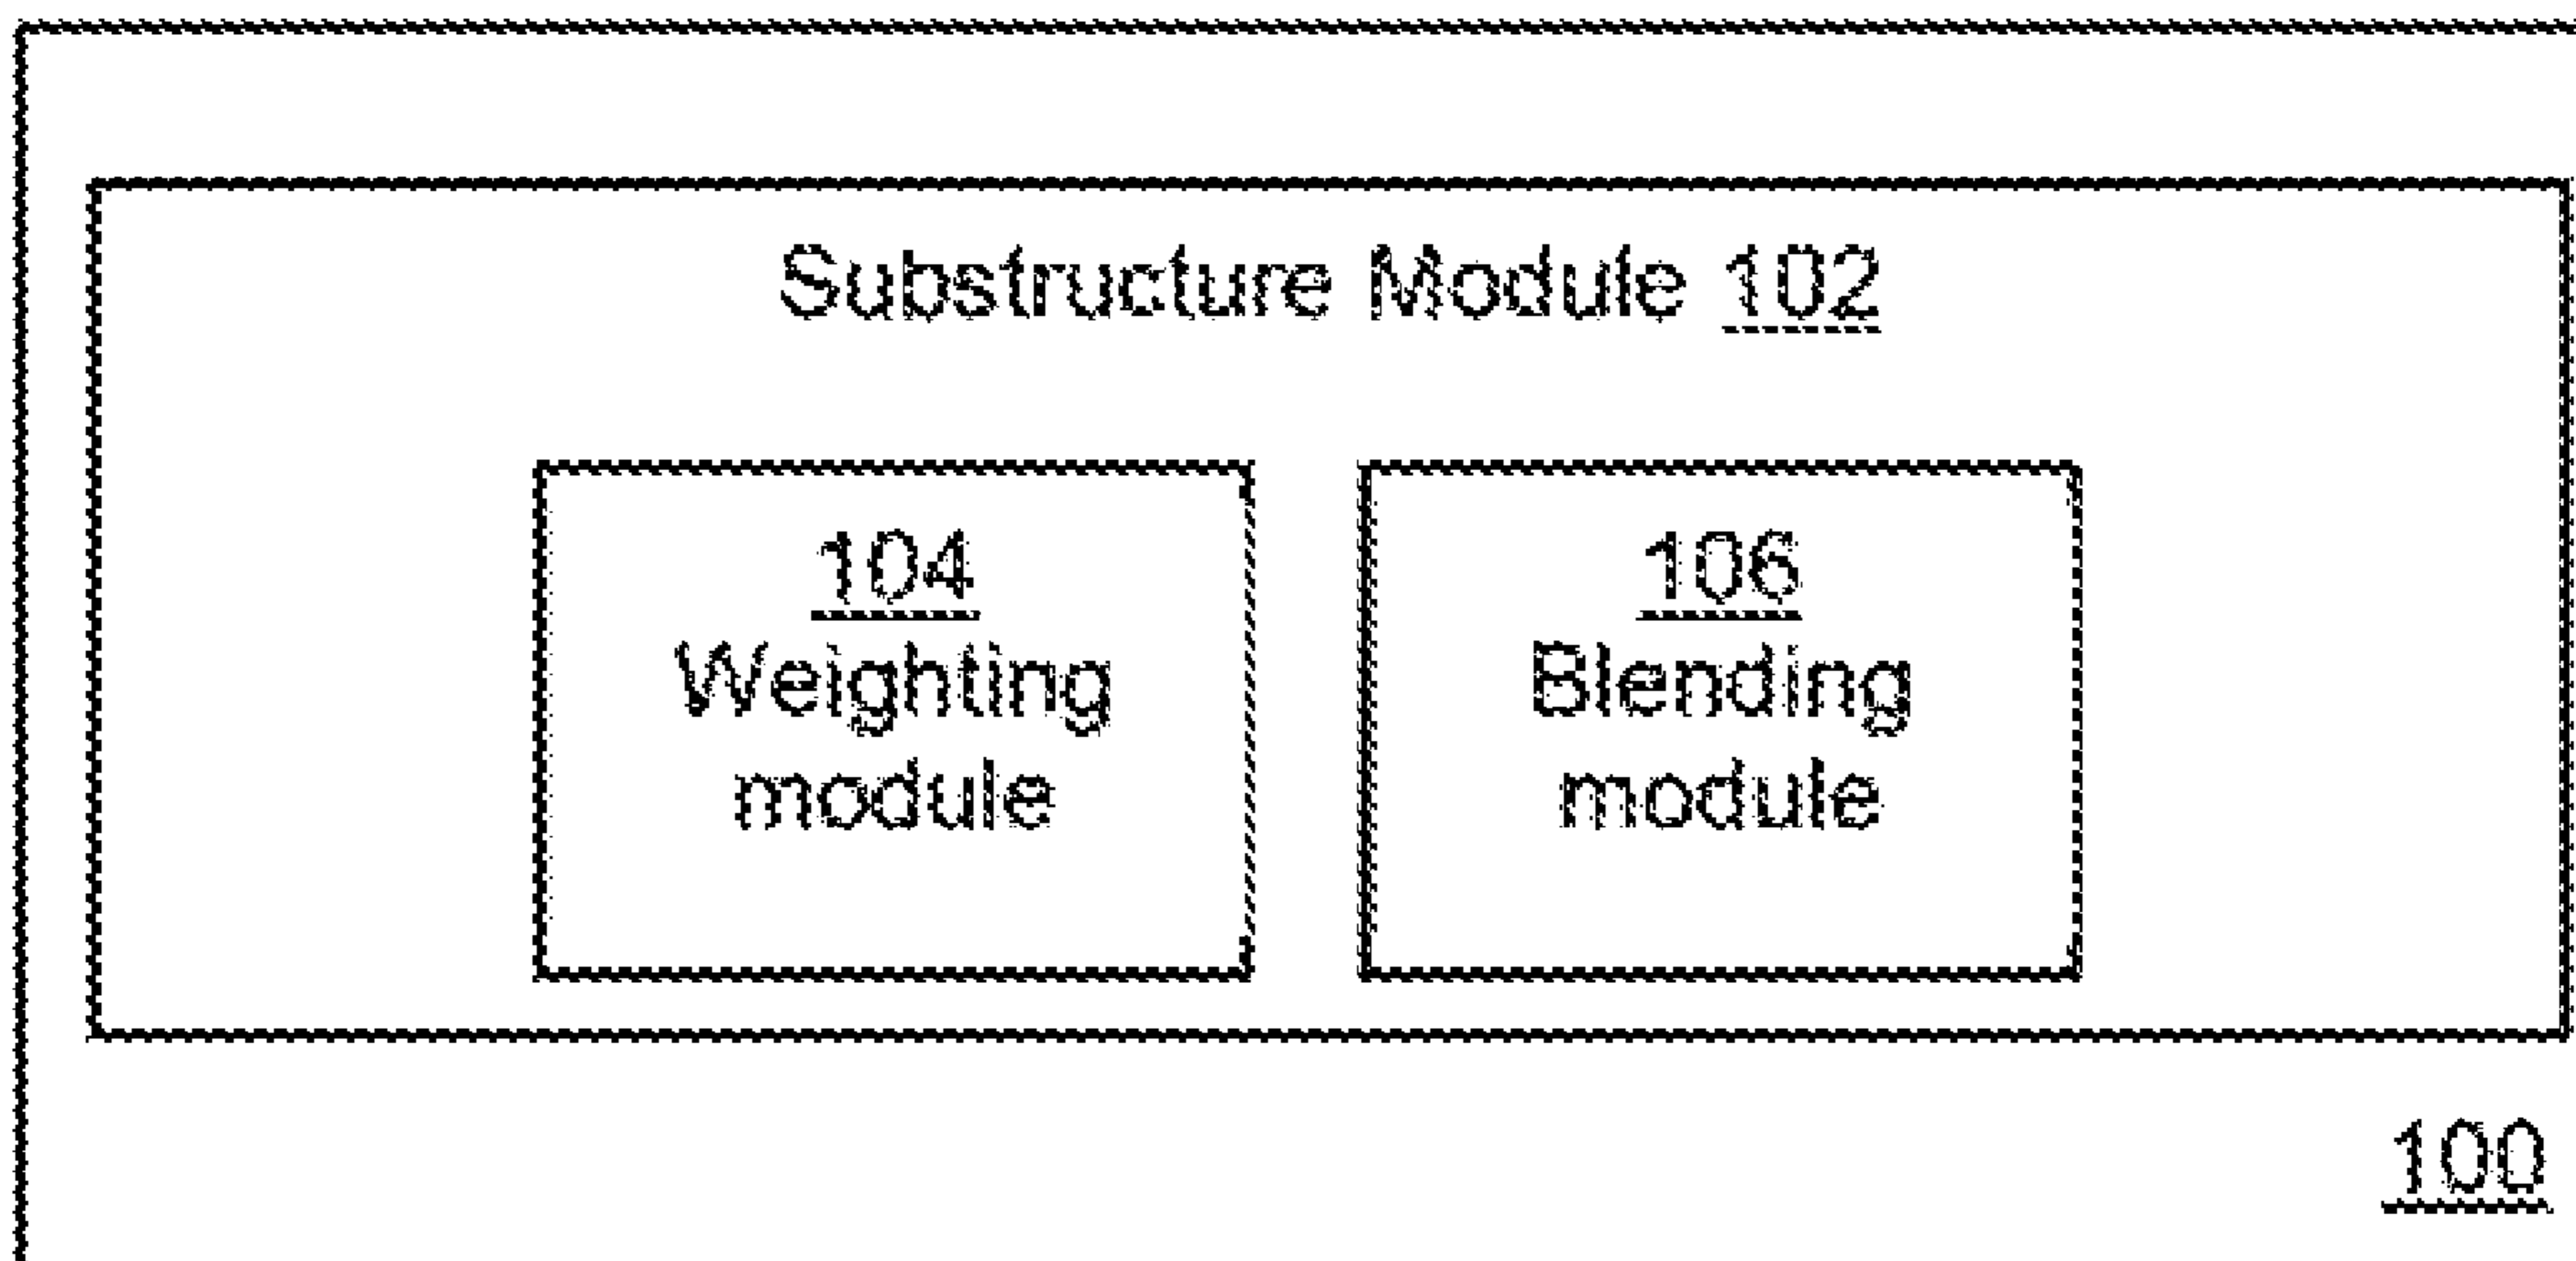 Substructure Module 102
104
Weighting
module
106
Blending
module
100